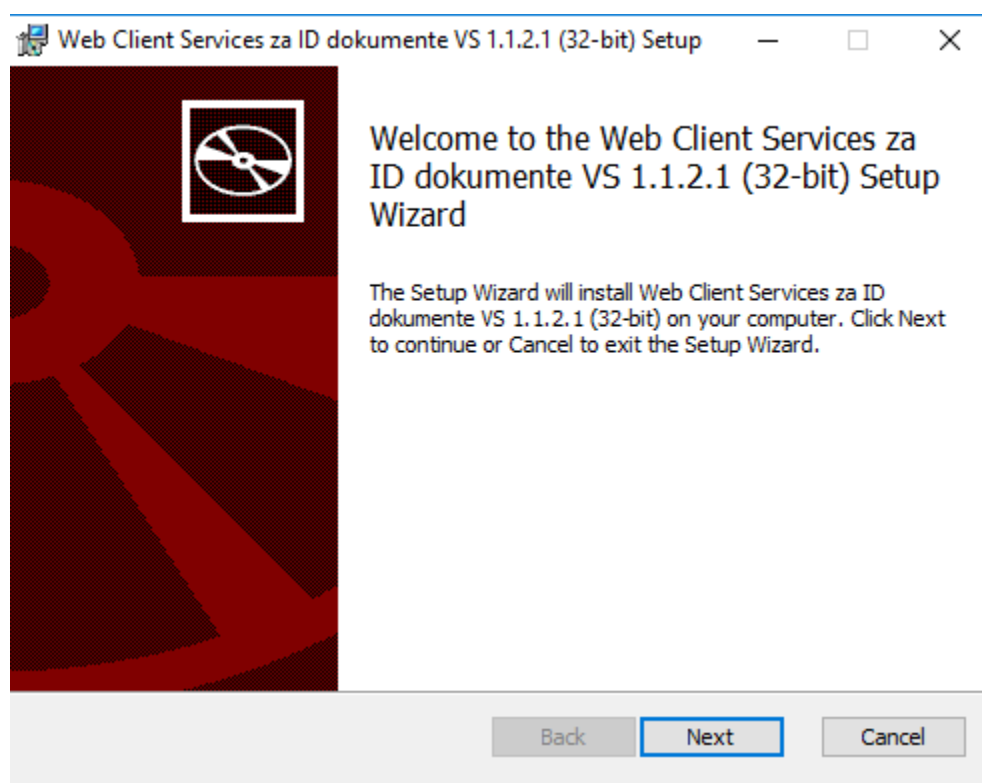 Web Client Services za ID dokumente VS 1.1.2.1 (32-bit) Setup
Welcome to the Web Client Services za
ID dokumente VS 1.1.2.1 (32-bit) Setup
Wizard
The Setup Wizard will install Web Client Services za ID
dokumente VS 1.1.2.1 (32-bit) on your computer. Click Next
to continue or Cancel to exit the Setup Wizard.
Back Next Cancel